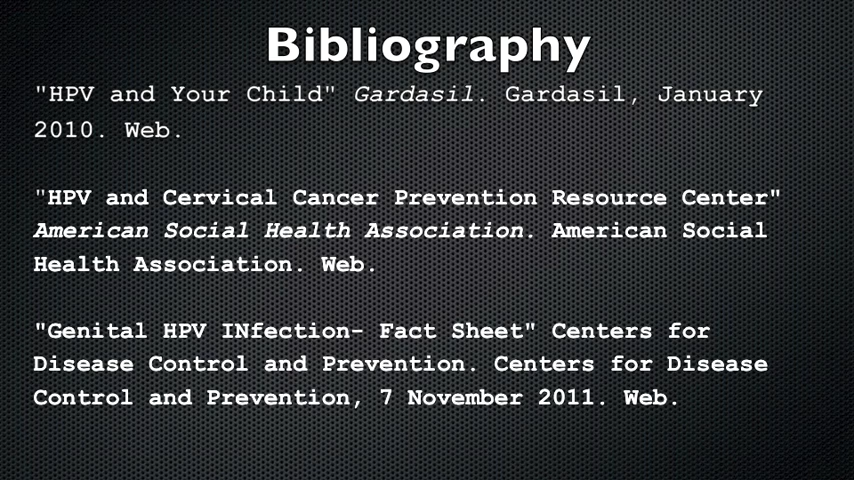 Bibliography
"HPV and Your Child" Gardasil. Gardasil, January
2010. Web.
"HPV and Cervical Cancer Prevention Resource Center"
American Social Health Association. American Social
Health Association. Web.
"Genital HPV INfection- Fact Sheet" Centers for
Disease Control and Prevention. Centers for Disease
Control and Prevention, 7 November 2011. Web.